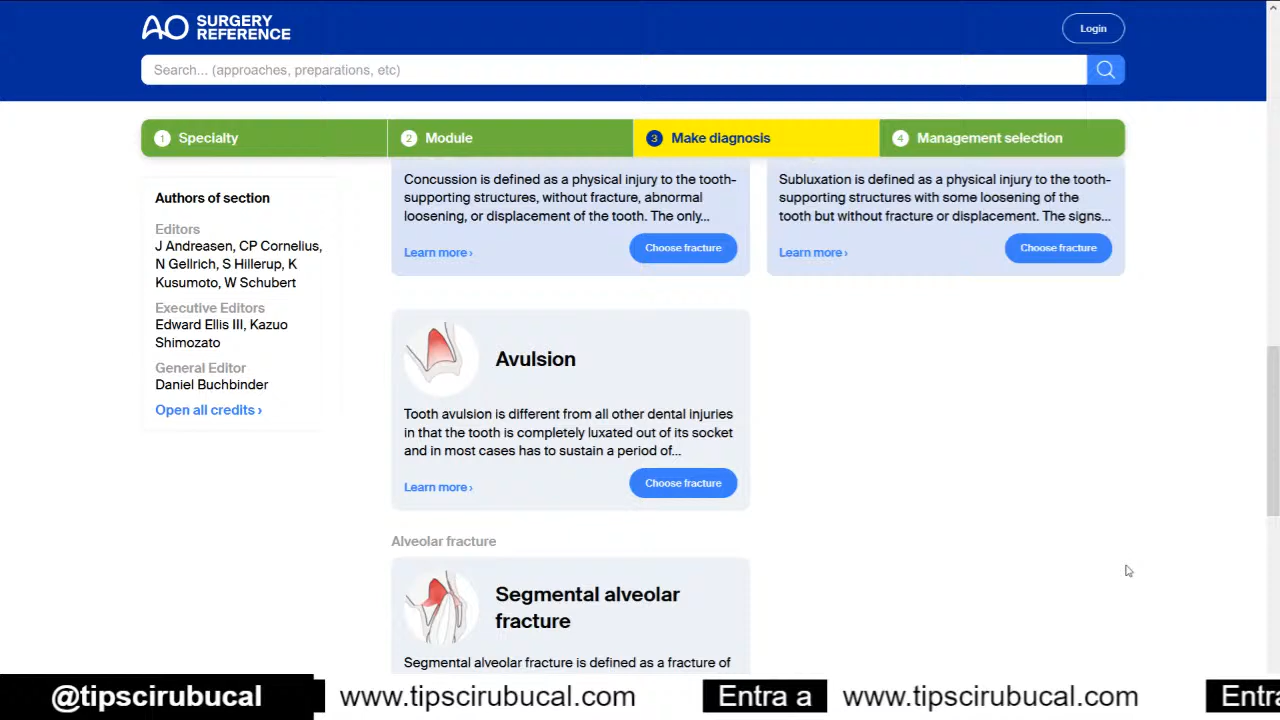 AO SURGERY
REFERENCE
Login
Search... (approaches, preparations, etc)
1 Specialty
2 Module
3 Make diagnosis
4 Management selection
Authors of section
Editors
J Andreasen, CP Cornelius,
N Gellrich, S Hillerup, K
Kusumoto, W Schubert
Executive Editors
Edward Ellis III, Kazuo
Shimozato
General Editor
Daniel Buchbinder
Open all credits ›
Concussion is defined as a physical injury to the tooth-
supporting structures, without fracture, abnormal
loosening, or displacement of the tooth. The only...
Learn more ›
Choose fracture
Subluxation is defined as a physical injury to the tooth-
supporting structures with some loosening of the
tooth but without fracture or displacement. The signs...
Learn more ›
Choose fracture
Avulsion
Tooth avulsion is different from all other dental injuries
in that the tooth is completely luxated out of its socket
and in most cases has to sustain a period of...
Learn more ›
Choose fracture
Alveolar fracture
Segmental alveolar
fracture
Segmental alveolar fracture is defined as a fracture of
@tipscirubucal www.tipscirubucal.com Entra a www.tipscirubucal.com Entra